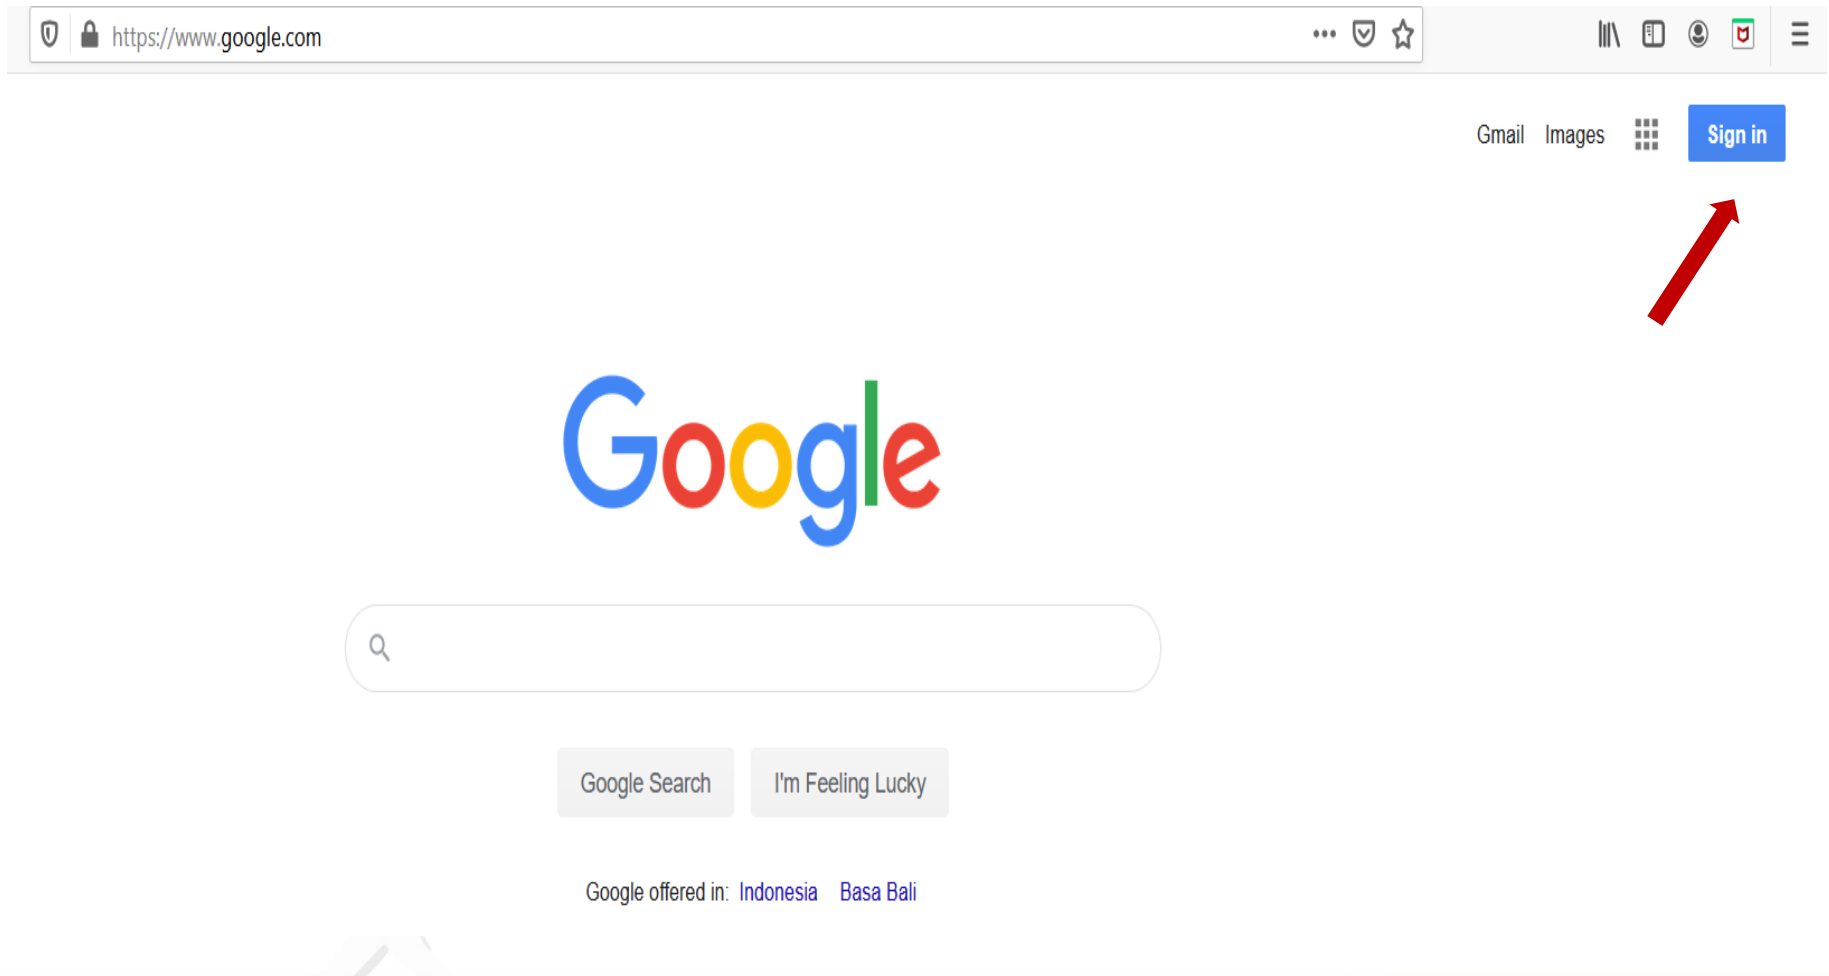 https://www.google.com
Gmail Images Sign in
Google
Google Search I'm Feeling Lucky
Google offered in: Indonesia Basa Bali